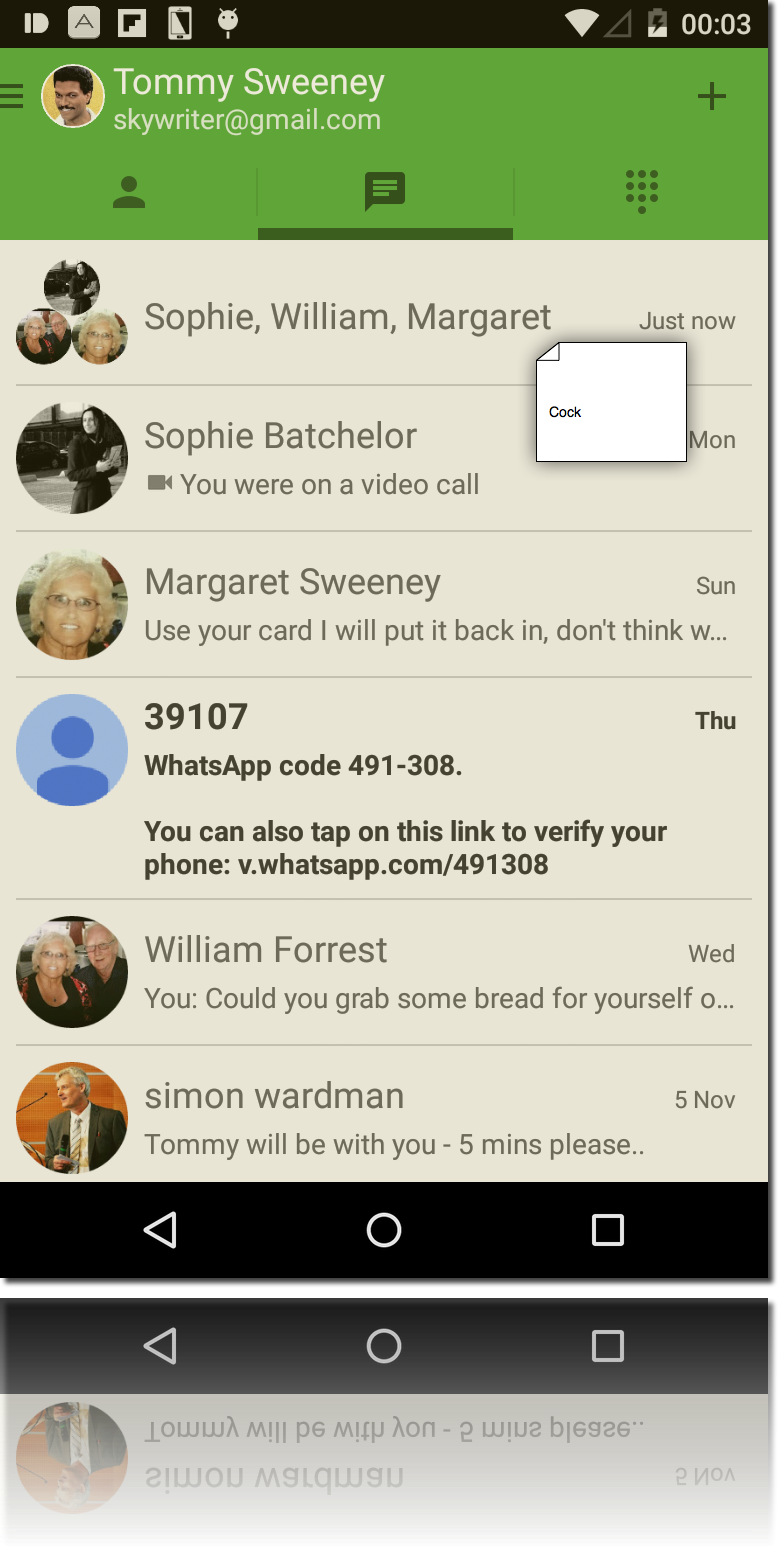 00:03
Tommy Sweeney
skywriter@gmail.com
Sophie, William, Margaret
Just now
Cock
Sophie Batchelor
Mon
You were on a video call
Margaret Sweeney
Sun
Use your card I will put it back in, don't think w...
39107
Thu
WhatsApp code 491-308.
You can also tap on this link to verify your
phone: v.whatsapp.com/491308
William Forrest
Wed
You: Could you grab some bread for yourself o...
simon wardman
5 Nov
Tommy will be with you - 5 mins please..
Tommy will be with you - 5 mins please..
simon wardman
5 Nov